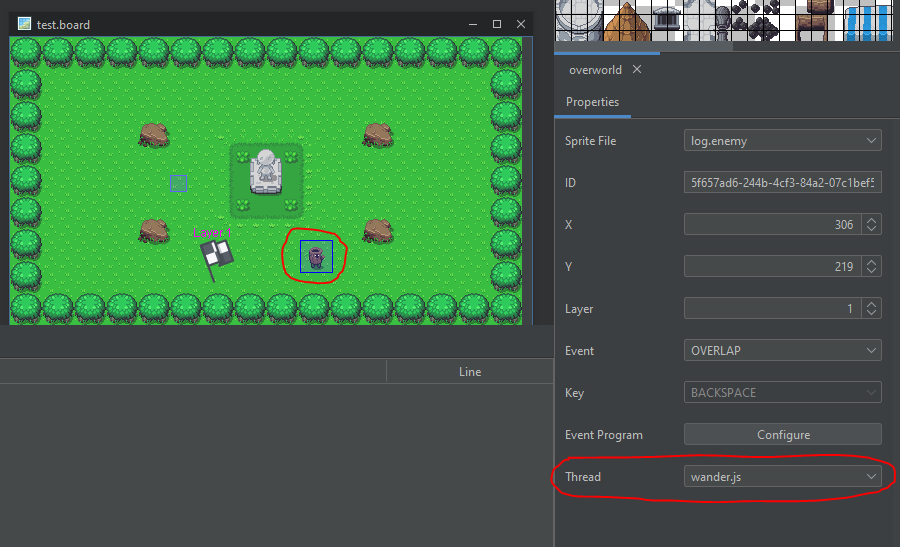 test.board
Layer 1
Line
overworld
Properties
Sprite File log.enemy
ID 5f657ad6-244b-4cf3-84a2-07c1bef5
X 306
Y 219
Layer 1
Event OVERLAP
Key BACKSPACE
Event Program Configure
Thread wander.js